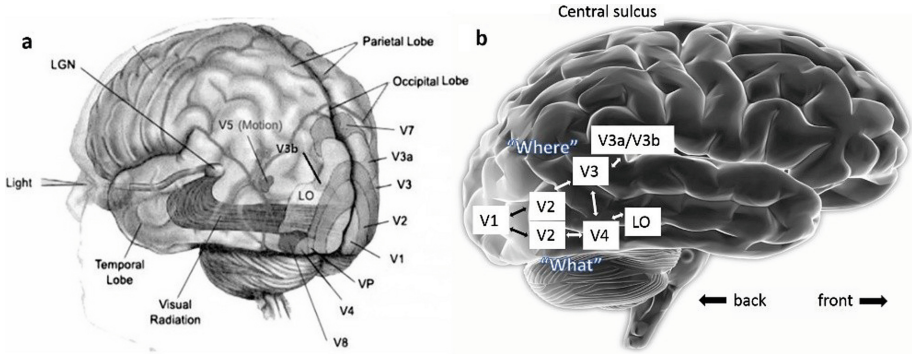 a
LGN
Parietal Lobe
Occipital Lobe
V5 (Motion)
V3b
V7
V3a
Light
LO
V3
V2
V1
Temporal
Lobe
Visual
Radiation
VP
V4
V8
Central sulcus
b
"Where"
V3a/V3b
V3
V1
V2
V2
V4
LO
"What"
back
front